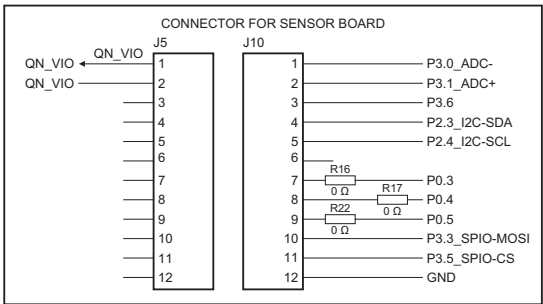 CONNECTOR FOR SENSOR BOARD
J5 J10
QN_VIO QN_VIO 1 1 P3.0_ADC-
QN_VIO 2 2 P3.1_ADC+
3 3 P3.6
4 4 P2.3_I2C-SDA
5 5 P2.4_I2C-SCL
6 6
7 7 R16 0 Ω P0.3
8 8 R17 0 Ω P0.4
9 9 R22 0 Ω P0.5
10 10 P3.3_SPIO-MOSI
11 11 P3.5_SPIO-CS
12 12 GND